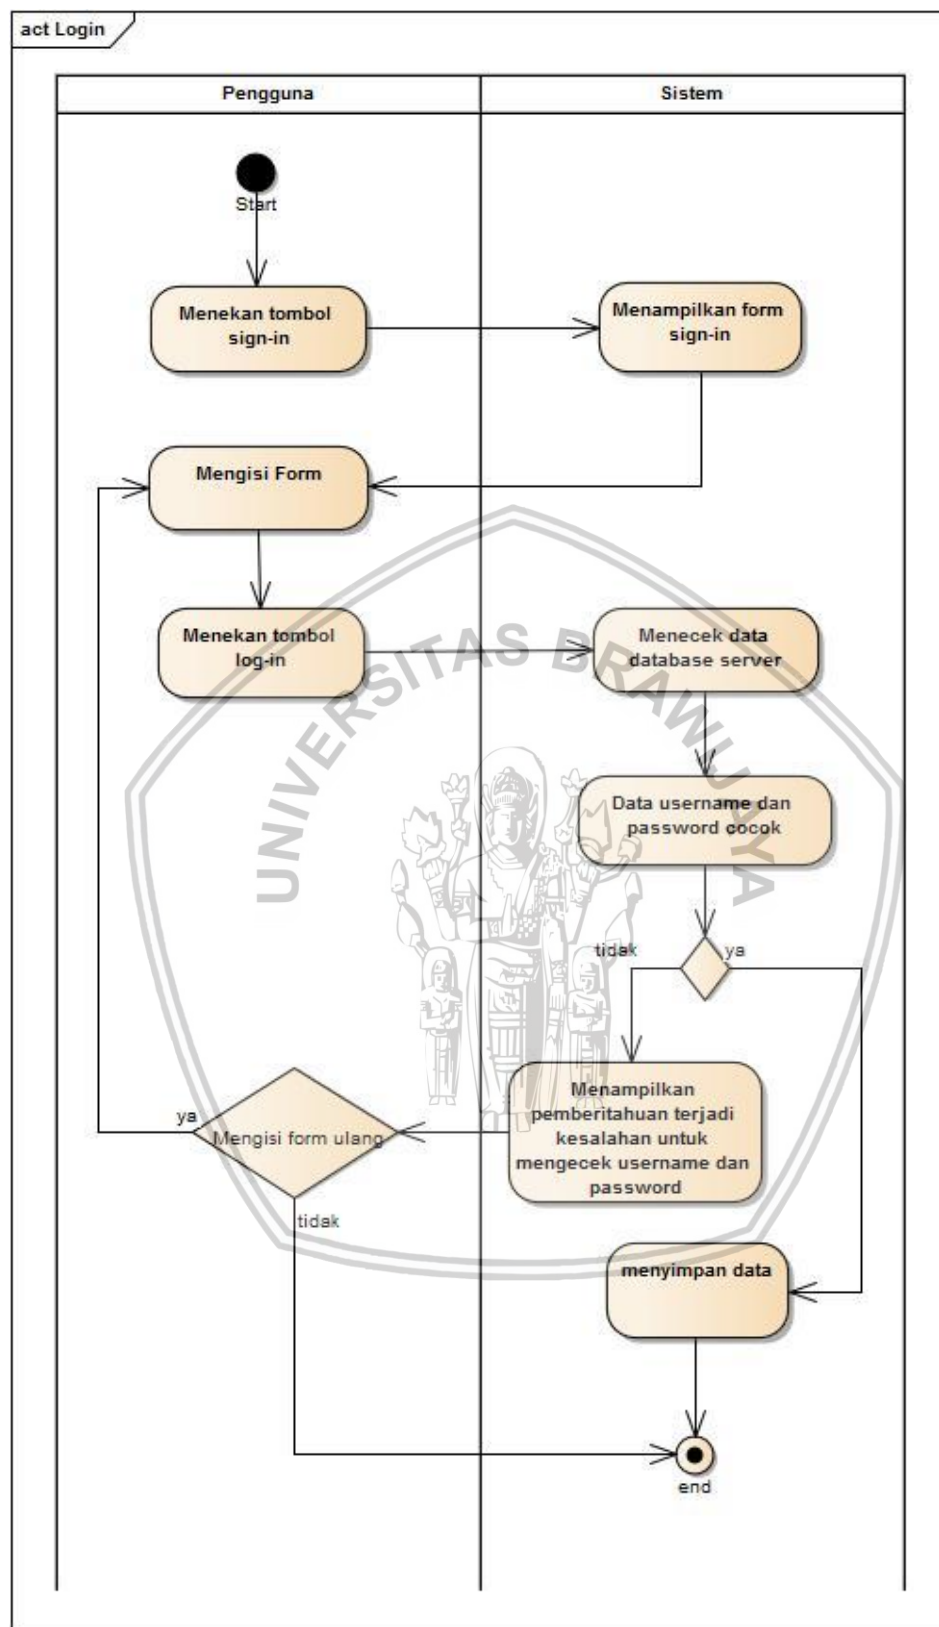 act Login
Pengguna
Sistem
Start
Menekan tombol
sign-in
Menampilkan form
sign-in
Mengisi Form
Menekan tombol
log-in
Menecek data
database server
Data username dan
password cocok
tidak
ya
Menampilkan
pemberitahuan terjadi
kesalahan untuk
mengecek username dan
password
ya
Mengisi form ulang
tidak
menyimpan data
end
UNIVERSITAS BRAWIJAYA